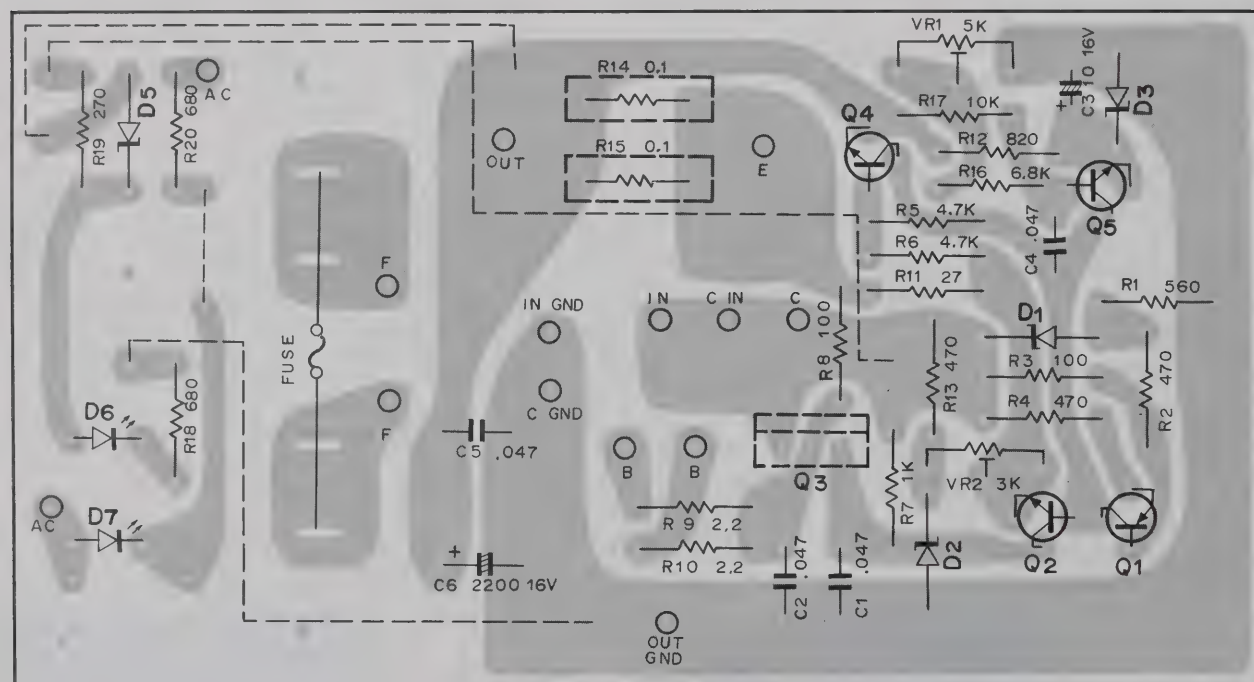 VR1 5K
R14 0.1
C3 10 16V
+
D3
AC
R19 270
D5
R20 680
R17 10K
Q4
R12 820
OUT
R15 0.1
E
R16 6.8K
Q5
R5 4.7K
R6 4.7K
C4 .047
F
R11 27
R1 560
IN GND
IN
C IN
C
R8 100
D1
FUSE
R3 100
R13 470
R2 470
C GND
R18 680
D6
F
R4 470
C5 .047
B
B
Q3
R7 1K
VR2 3K
AC
D7
R 9 2.2
+
C6 2200 16V
R10 2.2
C2 .047
C1 .047
D2
Q2
Q1
OUT
GND